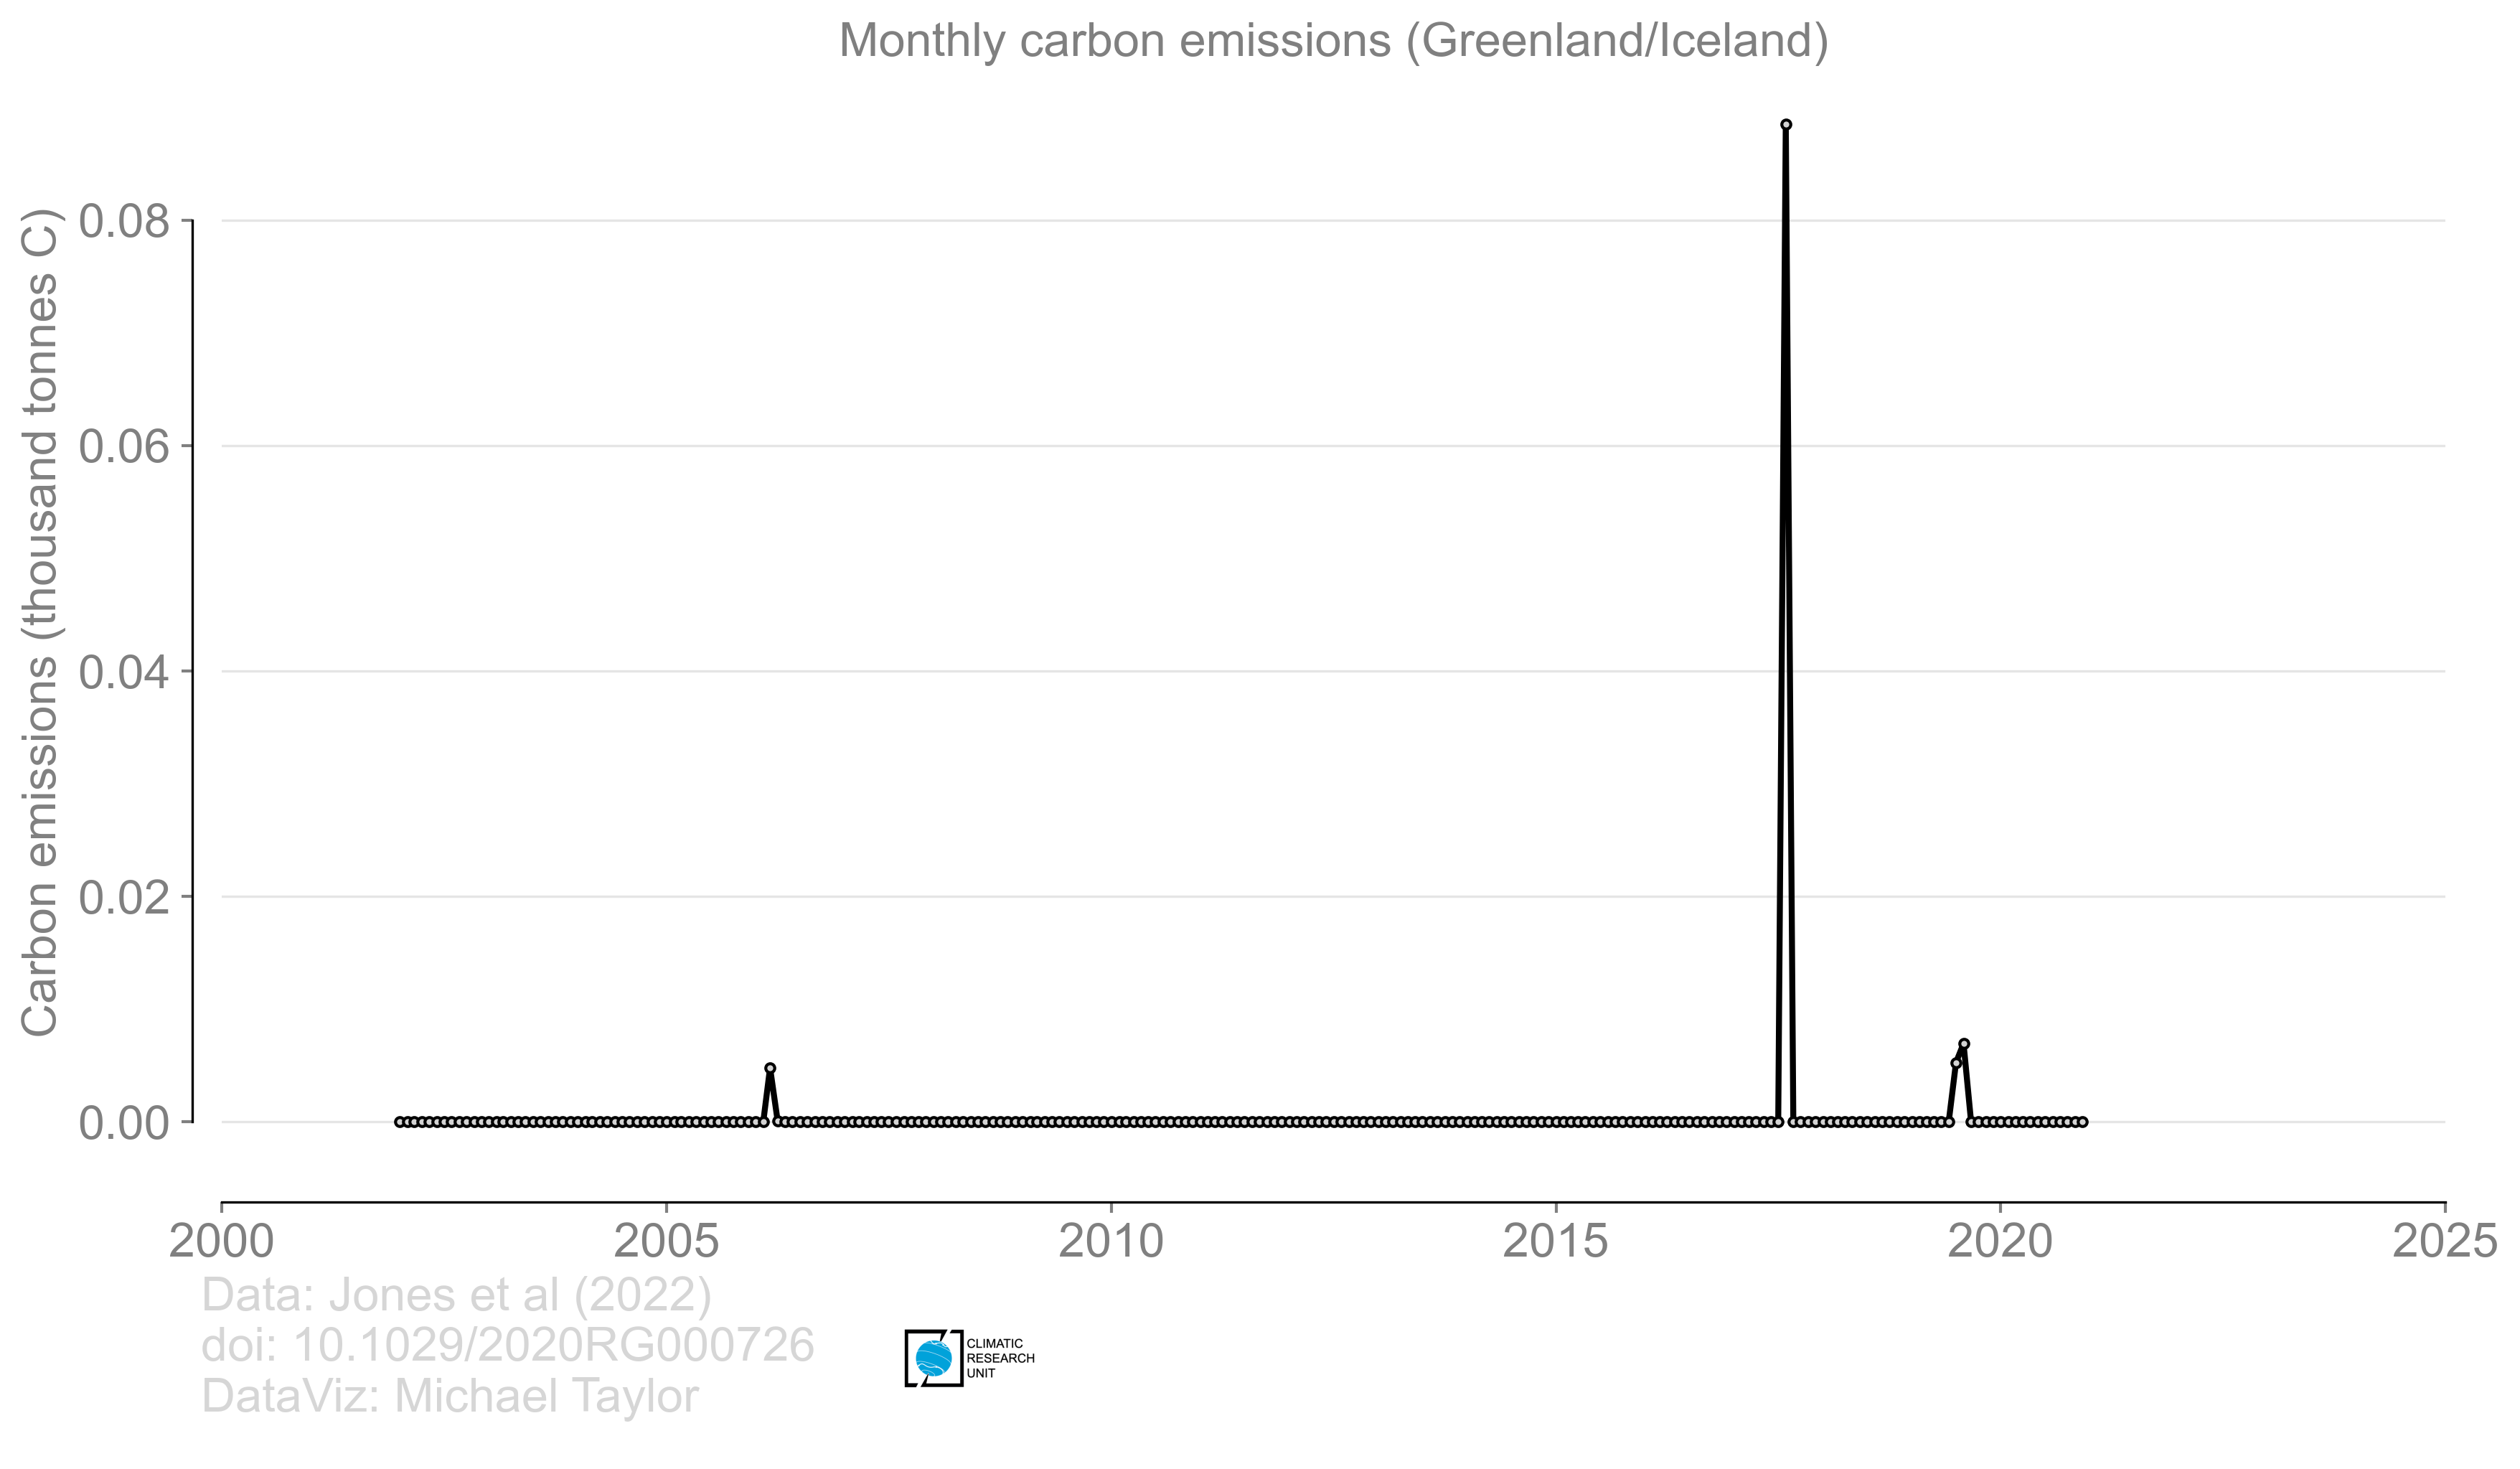 Monthly carbon emissions (Greenland/Iceland)
Carbon emissions (thousand tonnes C)
0.08
0.06
0.04
0.02
0.00
2000 2005 2010 2015 2020 2025
Data: Jones et al (2022)
doi: 10.1029/2020RG000726
DataViz: Michael Taylor
CLIMATIC
RESEARCH
UNIT